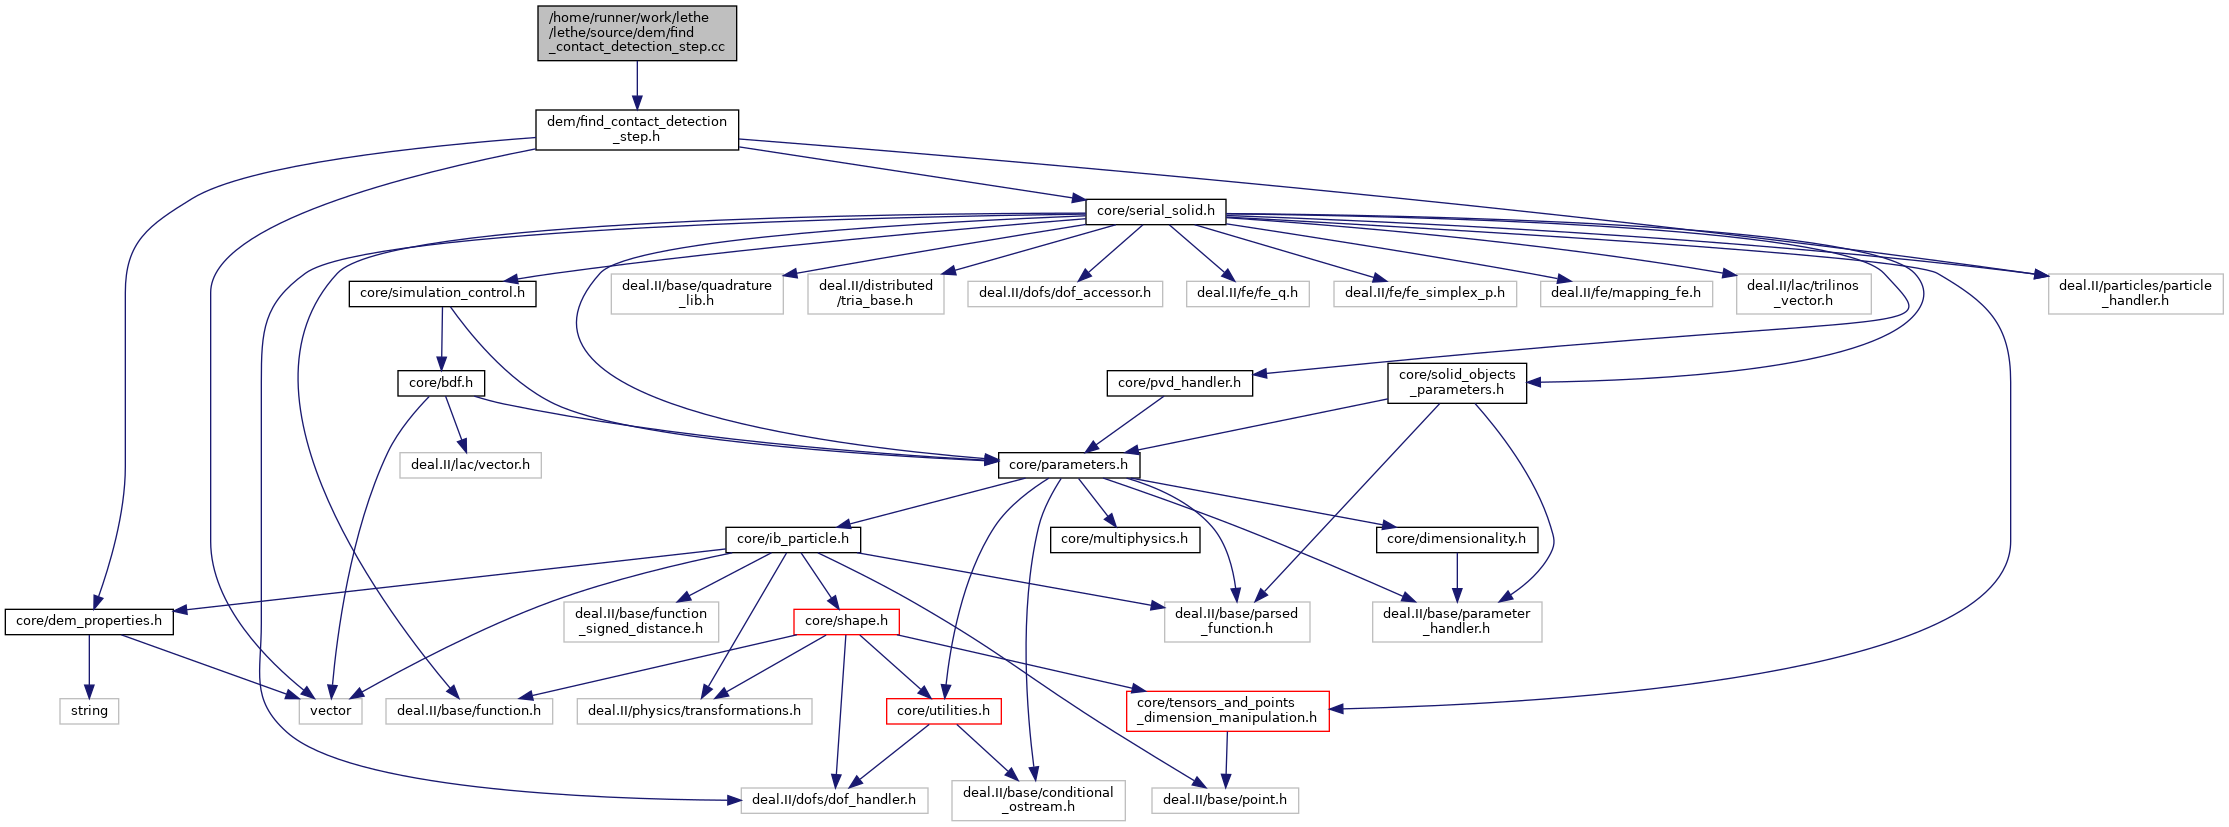 /home/runner/work/lethe
/lethe/source/dem/find
_contact_detection_step.cc
dem/find_contact_detection
_step.h
core/serial_solid.h
core/simulation_control.h
deal.II/base/quadrature
_lib.h
deal.II/distributed
/tria_base.h
deal.II/dofs/dof_accessor.h
deal.II/fe/fe_q.h
deal.II/fe/fe_simplex_p.h
deal.II/fe/mapping_fe.h
deal.II/lac/trilinos
_vector.h
deal.II/particles/particle
_handler.h
core/bdf.h
core/pvd_handler.h
core/solid_objects
_parameters.h
deal.II/lac/vector.h
core/parameters.h
core/ib_particle.h
core/multiphysics.h
core/dimensionality.h
core/dem_properties.h
deal.II/base/function
_signed_distance.h
core/shape.h
deal.II/base/parsed
_function.h
deal.II/base/parameter
_handler.h
string
vector
deal.II/base/function.h
deal.II/physics/transformations.h
core/utilities.h
core/tensors_and_points
_dimension_manipulation.h
deal.II/dofs/dof_handler.h
deal.II/base/conditional
_ostream.h
deal.II/base/point.h